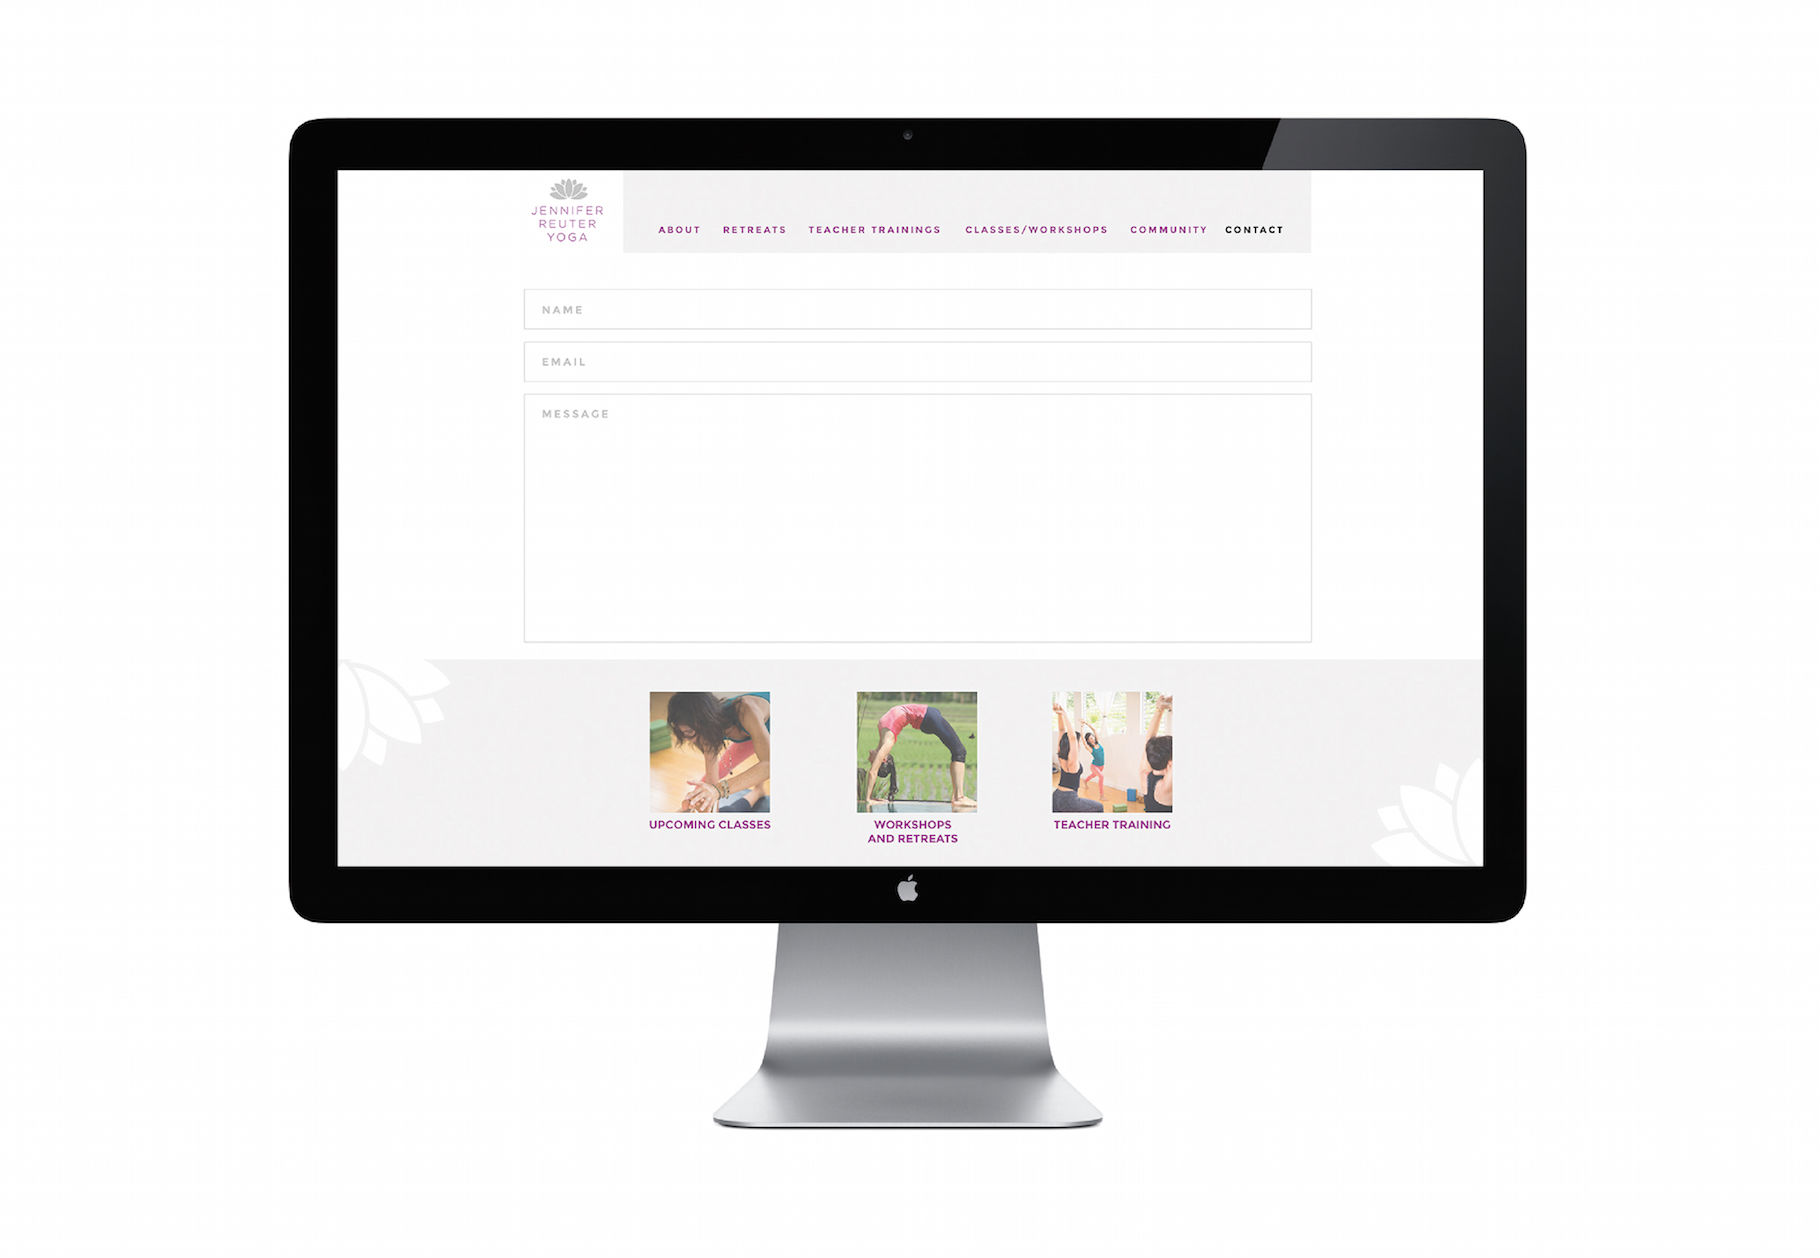 JENNIFER
REUTER
YOGA
ABOUT RETREATS TEACHER TRAININGS CLASSES/WORKSHOPS COMMUNITY CONTACT
NAME
EMAIL
MESSAGE
UPCOMING CLASSES
WORKSHOPS
AND RETREATS
TEACHER TRAINING